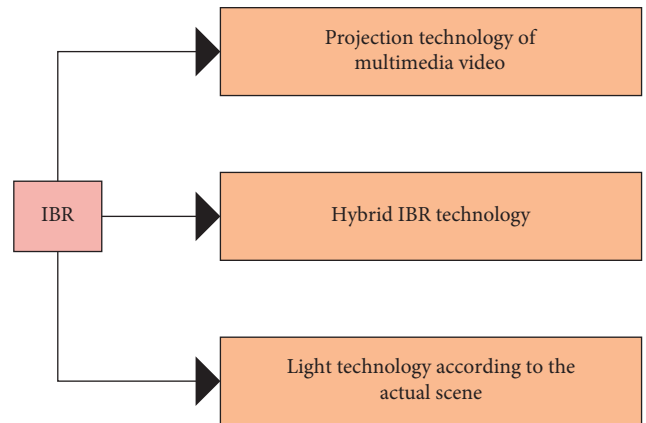 Projection technology of
multimedia video
IBR
Hybrid IBR technology
Light technology according to the
actual scene